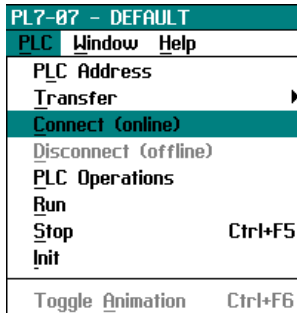 PL7-07 - DEFAULT
PLC Window Help
PLC Address
Transfer
Connect (online)
Disconnect (offline)
PLC Operations
Run
Stop Ctrl+F5
Init
Toggle Animation Ctrl+F6